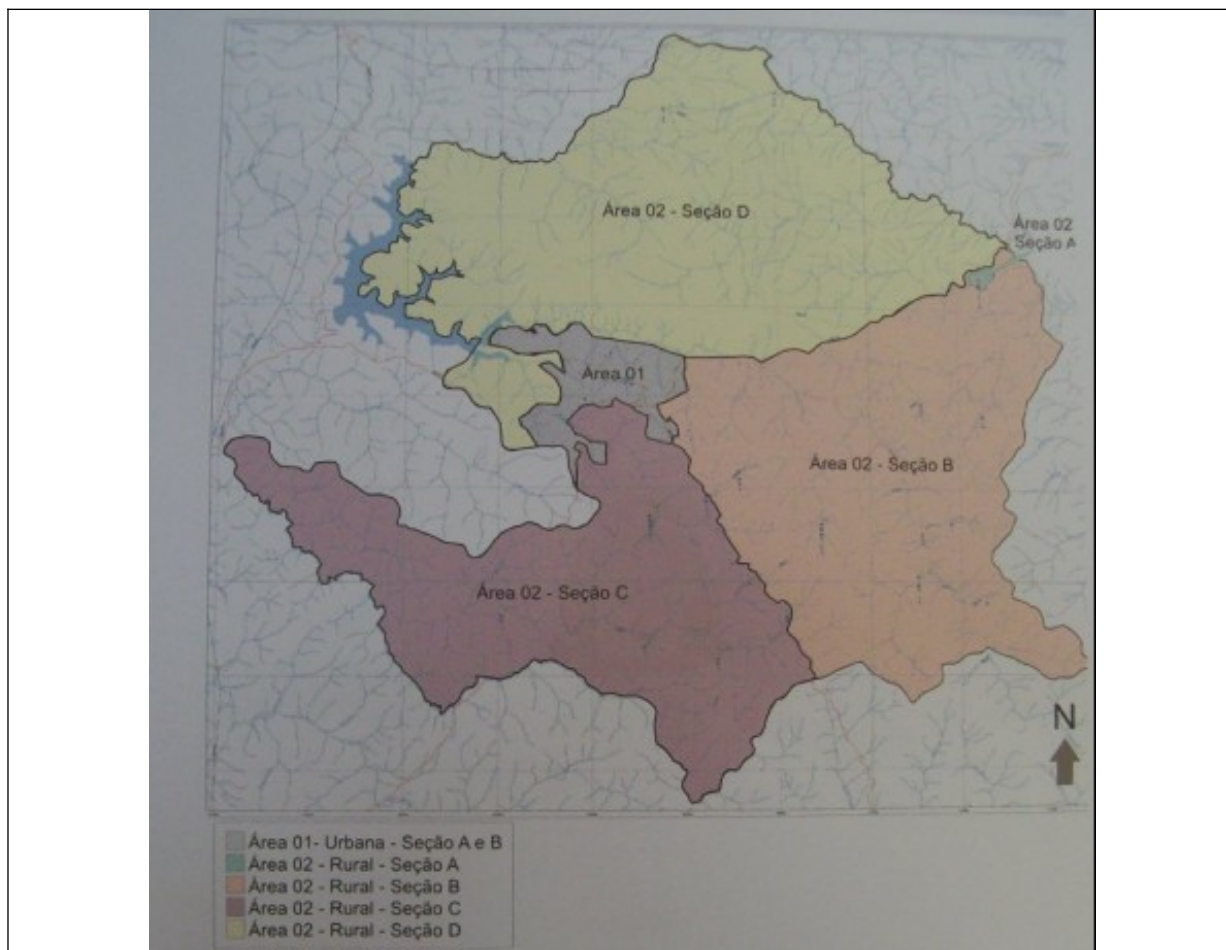 Área 02 - Seção D
Área 02
Seção A
Área 01
Área 02 - Seção B
Área 02 - Seção C
N
Área 01- Urbana - Seção A e B
Área 02 - Rural - Seção A
Área 02 - Rural - Seção B
Área 02 - Rural - Seção C
Área 02 - Rural - Seção D